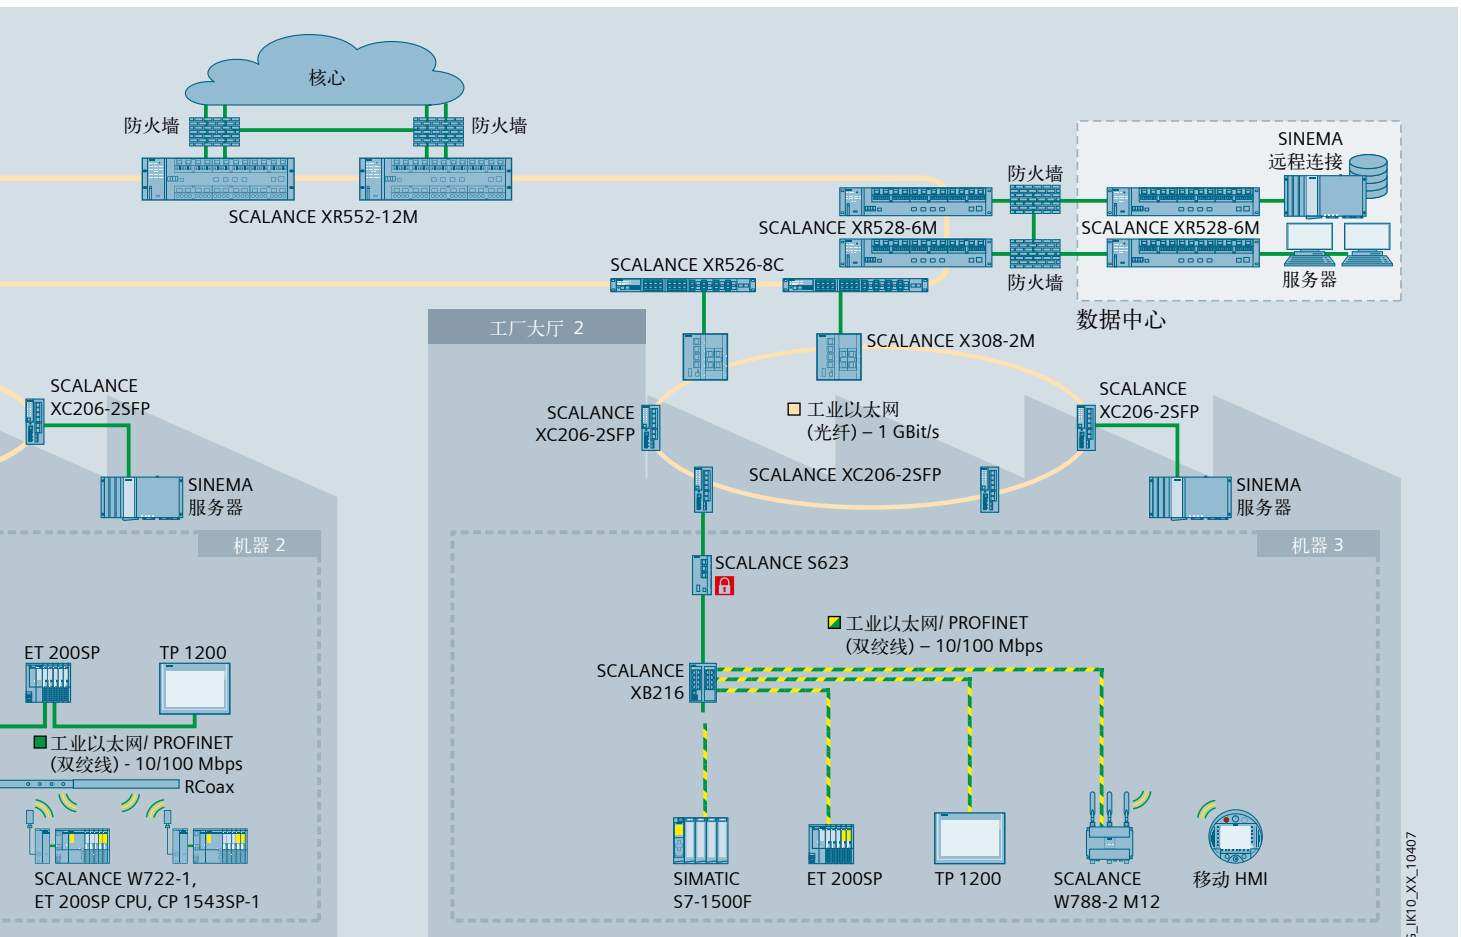 核心
防火墙
防火墙
SCALANCE XR552-12M
SINEMA
远程连接
防火墙
SCALANCE XR528-6M
SCALANCE XR528-6M
SCALANCE XR526-8C
防火墙
服务器
数据中心
工厂大厅 2
SCALANCE X308-2M
SCALANCE
XC206-2SFP
SCALANCE
XC206-2SFP
工业以太网
(光纤) – 1 GBit/s
SCALANCE
XC206-2SFP
SCALANCE XC206-2SFP
SINEMA
服务器
SINEMA
服务器
机器 2
机器 3
SCALANCE S623
工业以太网/ PROFINET
(双绞线) – 10/100 Mbps
ET 200SP
TP 1200
SCALANCE
XB216
工业以太网/ PROFINET
(双绞线) - 10/100 Mbps
RCoax
SCALANCE W722-1,
ET 200SP CPU, CP 1543SP-1
SIMATIC
S7-1500F
ET 200SP
TP 1200
SCALANCE
W788-2 M12
移动 HMI
_IK10_XX_10407